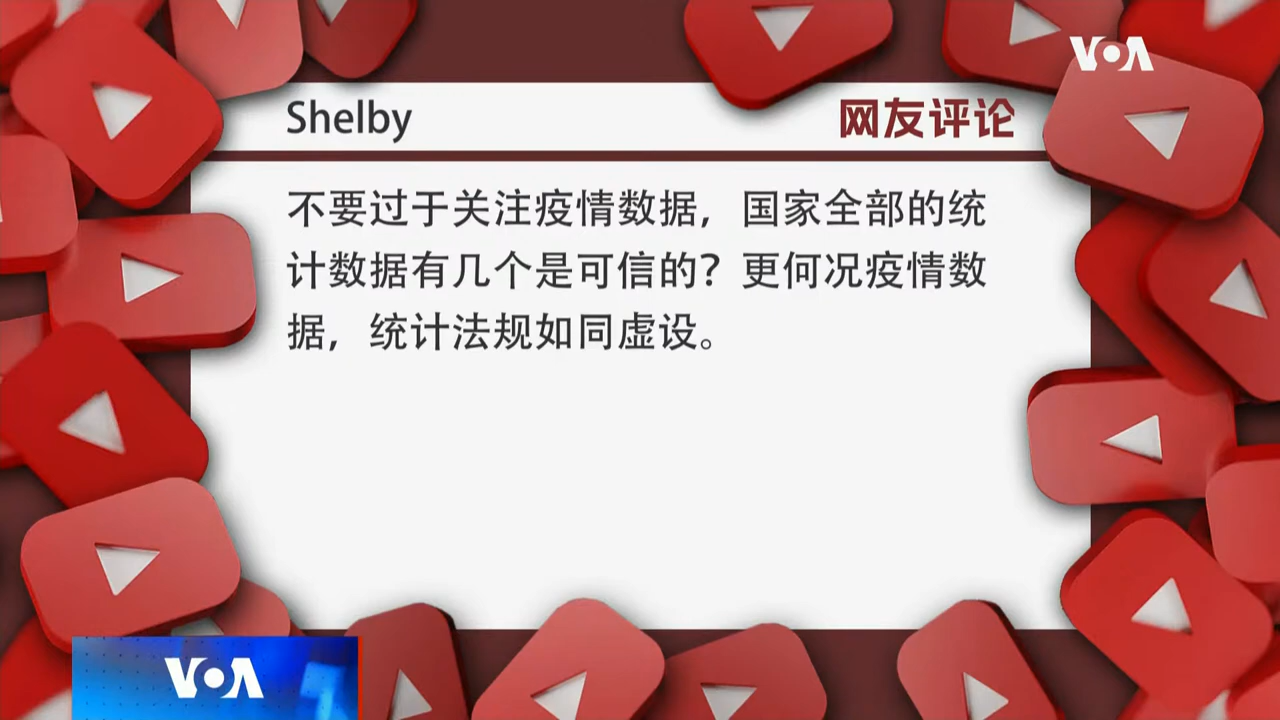 VOA
Shelby
网友评论
不要过于关注疫情数据，国家全部的统
计数据有几个是可信的？更何况疫情数
据，统计法规如同虚设。
VOA